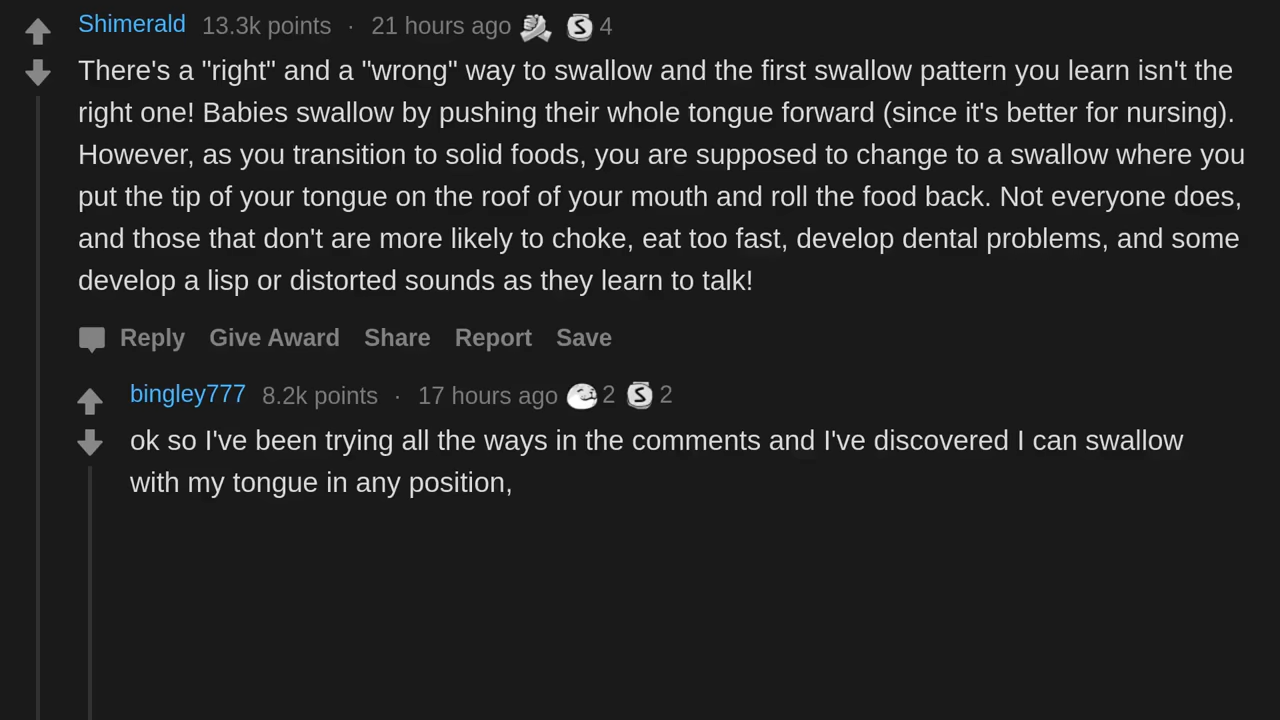 Shimerald 13.3k points · 21 hours ago 4
There's a "right" and a "wrong" way to swallow and the first swallow pattern you learn isn't the
right one! Babies swallow by pushing their whole tongue forward (since it's better for nursing).
However, as you transition to solid foods, you are supposed to change to a swallow where you
put the tip of your tongue on the roof of your mouth and roll the food back. Not everyone does,
and those that don't are more likely to choke, eat too fast, develop dental problems, and some
develop a lisp or distorted sounds as they learn to talk!
Reply Give Award Share Report Save
bingley777 8.2k points · 17 hours ago 2 S 2
ok so I've been trying all the ways in the comments and I've discovered I can swallow
with my tongue in any position,